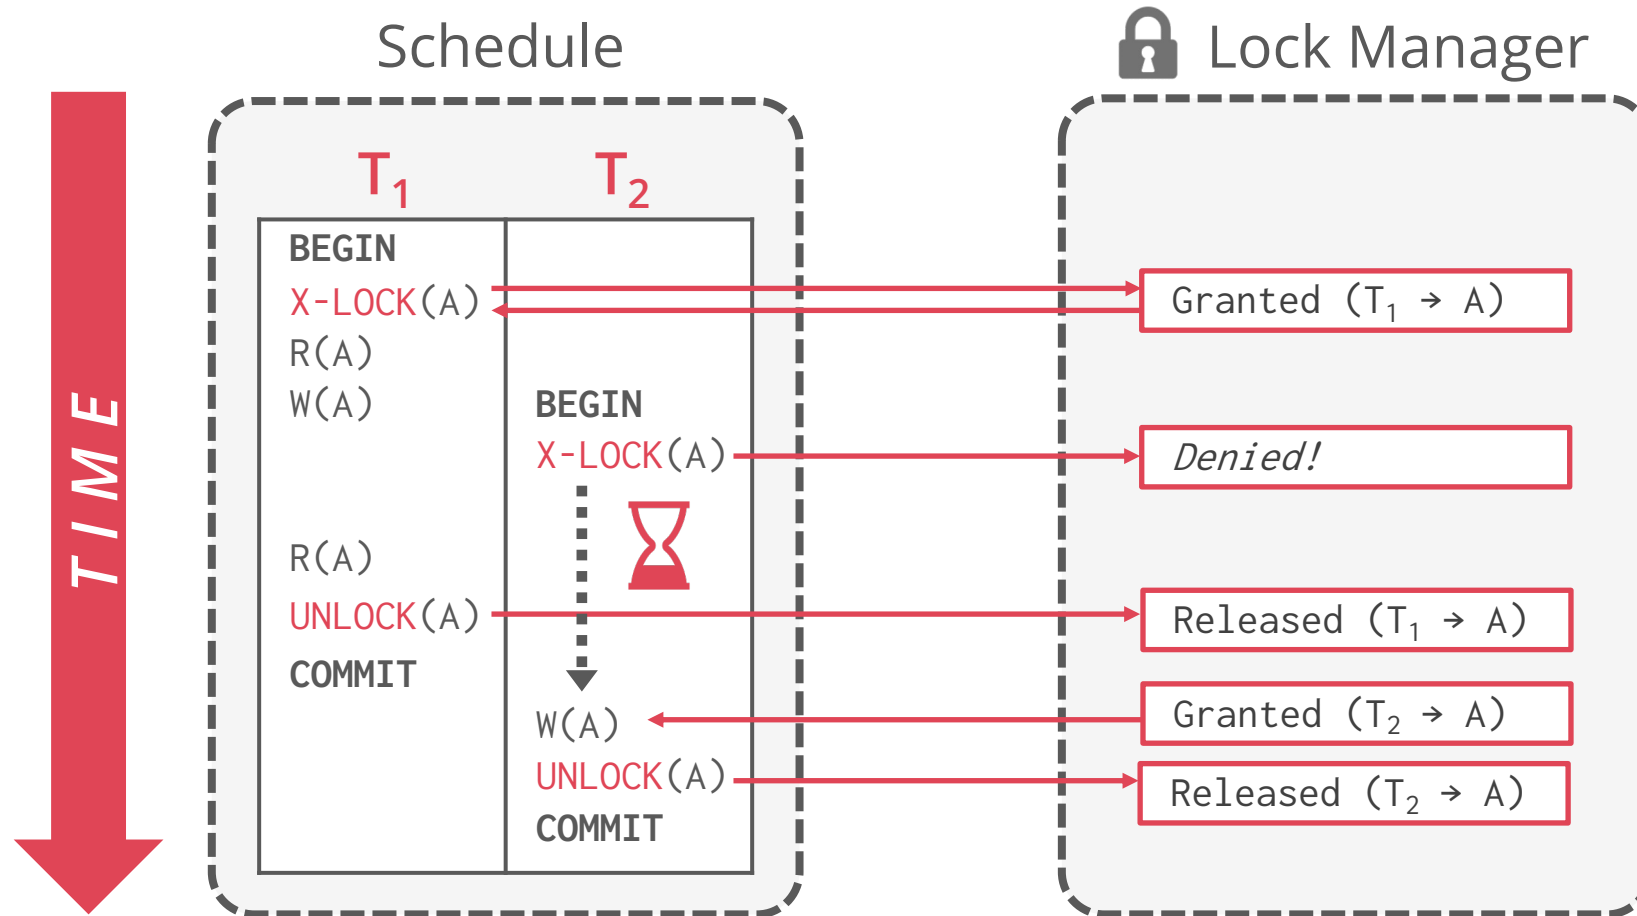 Schedule
Lock Manager
TIME
T₁ T₂
BEGIN
X-LOCK(A)
Granted (T₁ → A)
R(A)
W(A)
BEGIN
X-LOCK(A)
Denied!
R(A)
UNLOCK(A)
Released (T₁ → A)
COMMIT
W(A)
Granted (T₂ → A)
UNLOCK(A)
Released (T₂ → A)
COMMIT